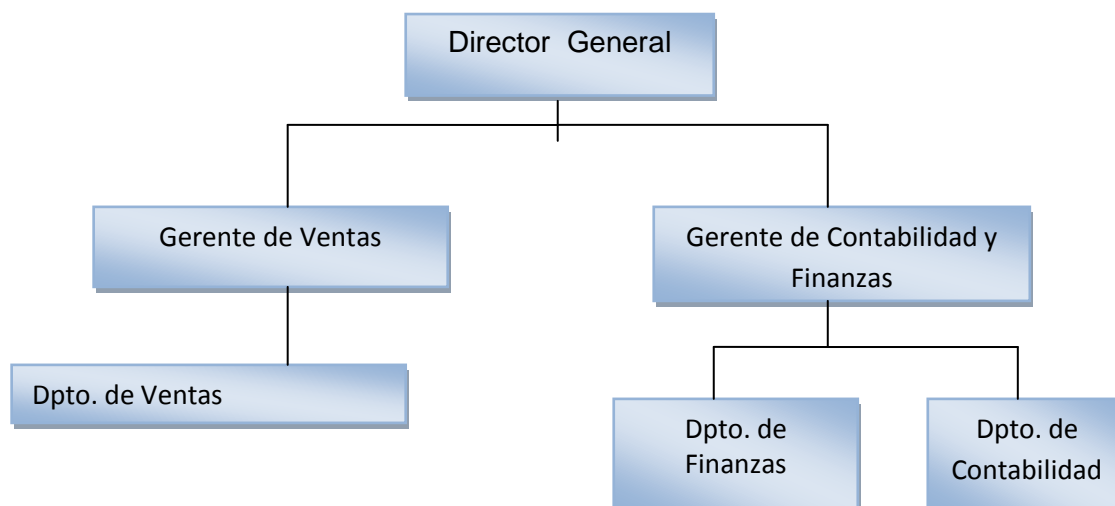 Director General
Gerente de Ventas
Gerente de Contabilidad y
Finanzas
Dpto. de Ventas
Dpto. de
Finanzas
Dpto. de
Contabilidad